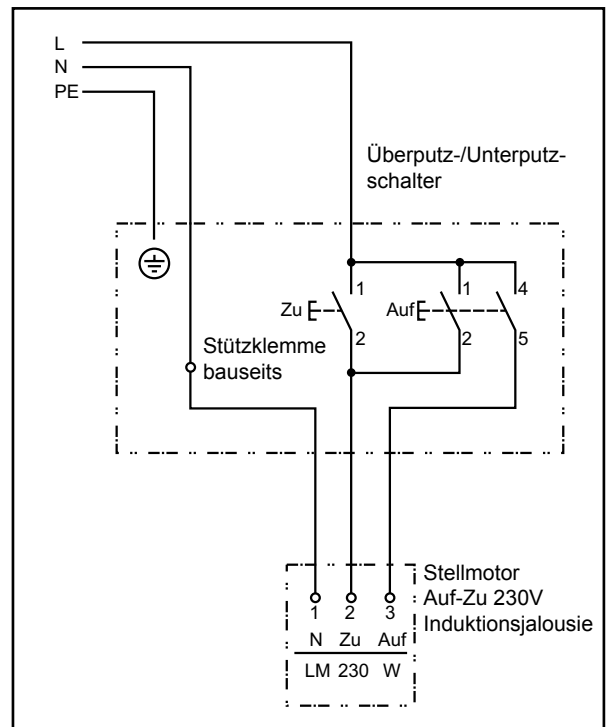 L
N
PE
Überputz-/Unterputz-
schalter
1 1 4
Zu Auf
2 2 5
Stützklemme
bauseits
Stellmotor
Auf-Zu 230V
Induktionsjalousie
1 2 3
N Zu Auf
LM 230 W